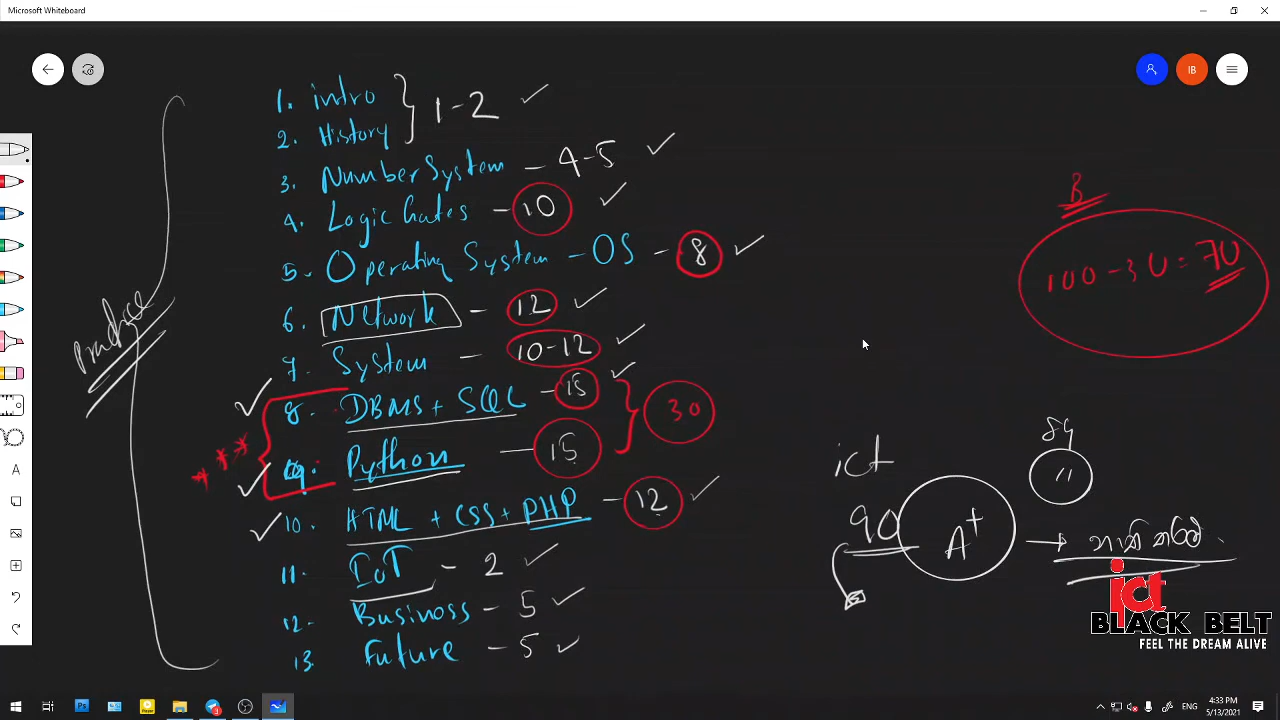 Microsoft Whiteboard
IB
1. intro } 1-2 ✓
2. History
3. Number System - 4-5 ✓
4. Logic Gates - 10 ✓
5. Operating System - OS - 8 ✓
6. Network - 12 ✓
7. System - 10-12 ✓
8. DBMS + SQL - 15 ✓
9. Python - 15
} 30
10. HTML + CSS + PHP - 12 ✓
11. IoT - 2 ✓
12. Business - 5 ✓
13. Future - 5 ✓
Practice
***
B
100 - 30 = 70
ict
90
A+
89
ict
BLACK BELT
FEEL THE DREAM ALIVE
A
ENG
4:33 PM
5/13/2021